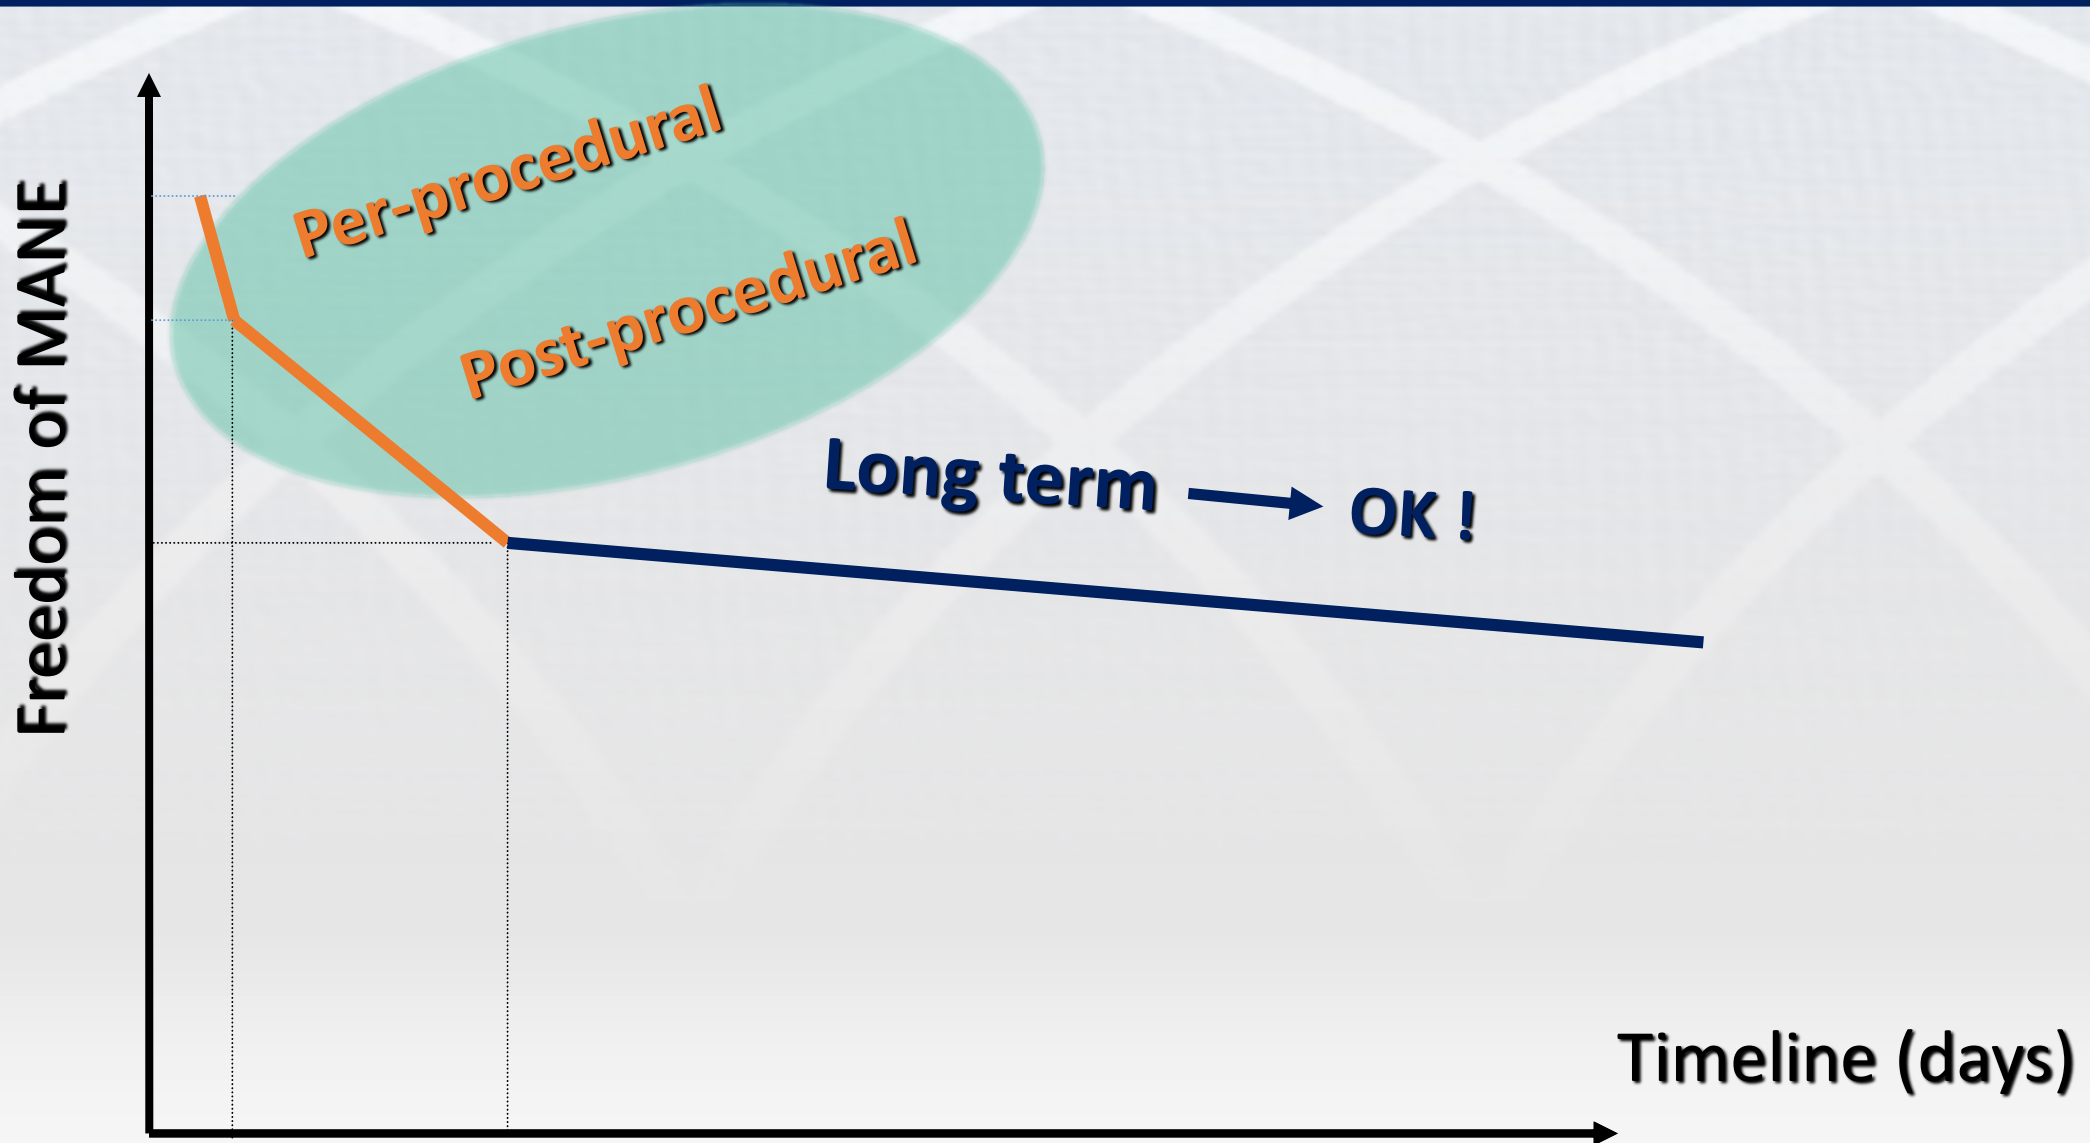 Freedom of MANE
Per-procedural
Post-procedural
Long term
OK !
Timeline (days)